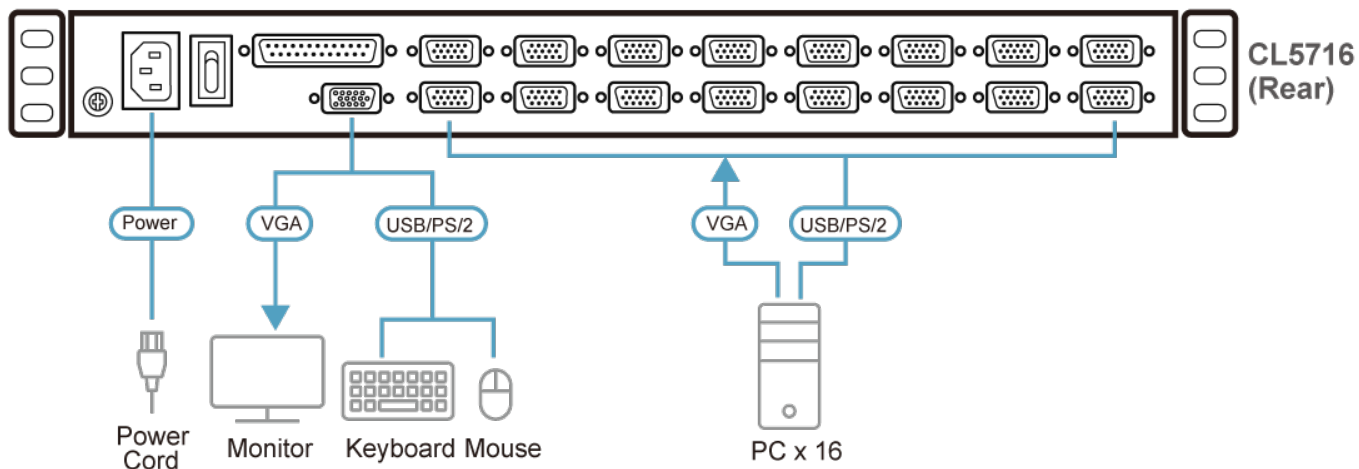 CL5716
(Rear)
Power
VGA
USB/PS/2
VGA
USB/PS/2
Power
Cord
Monitor
Keyboard
Mouse
PC x 16